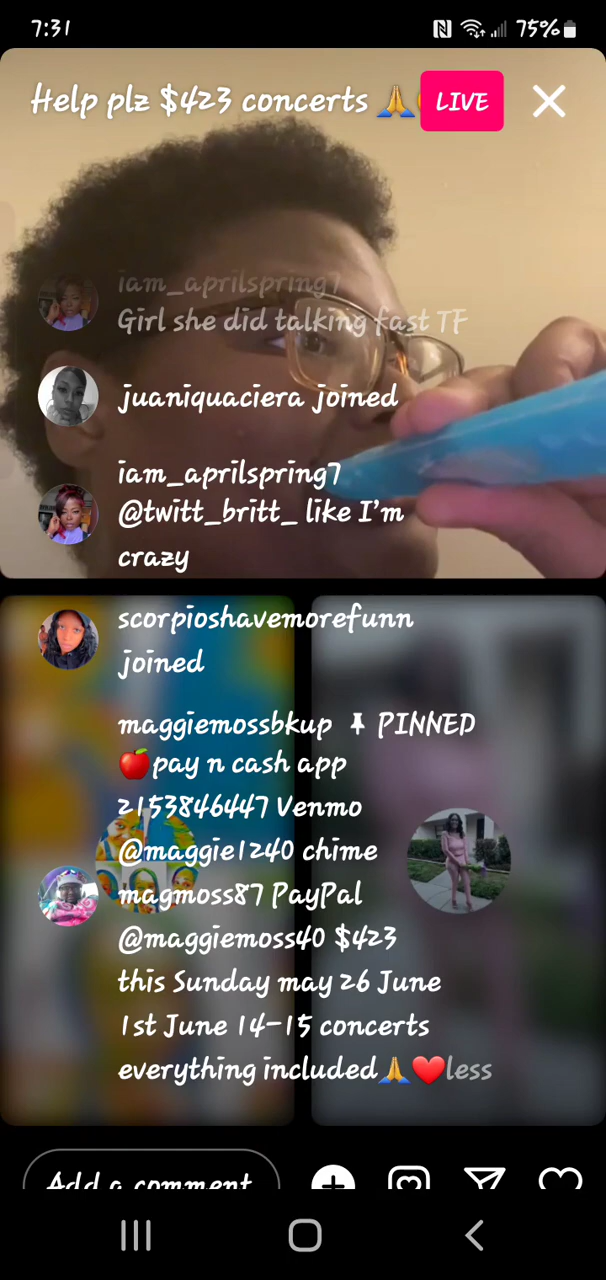 7:31
75%
Help plz $423 concerts 🙏
LIVE
iam_aprilspring7
Girl she did talking fast TF
juaniquaciera joined
iam_aprilspring7
@twitt_britt_ like I'm
crazy
scorpioshavemorefunn
joined
maggiemossbkup 📌 PINNED
🍎pay n cash app
2153846447 Venmo
@maggie1240 chime
magmoss87 PayPal
@maggiemoss40 $423
this Sunday may 26 June
1st June 14-15 concerts
everything included🙏❤️less
Add a comment